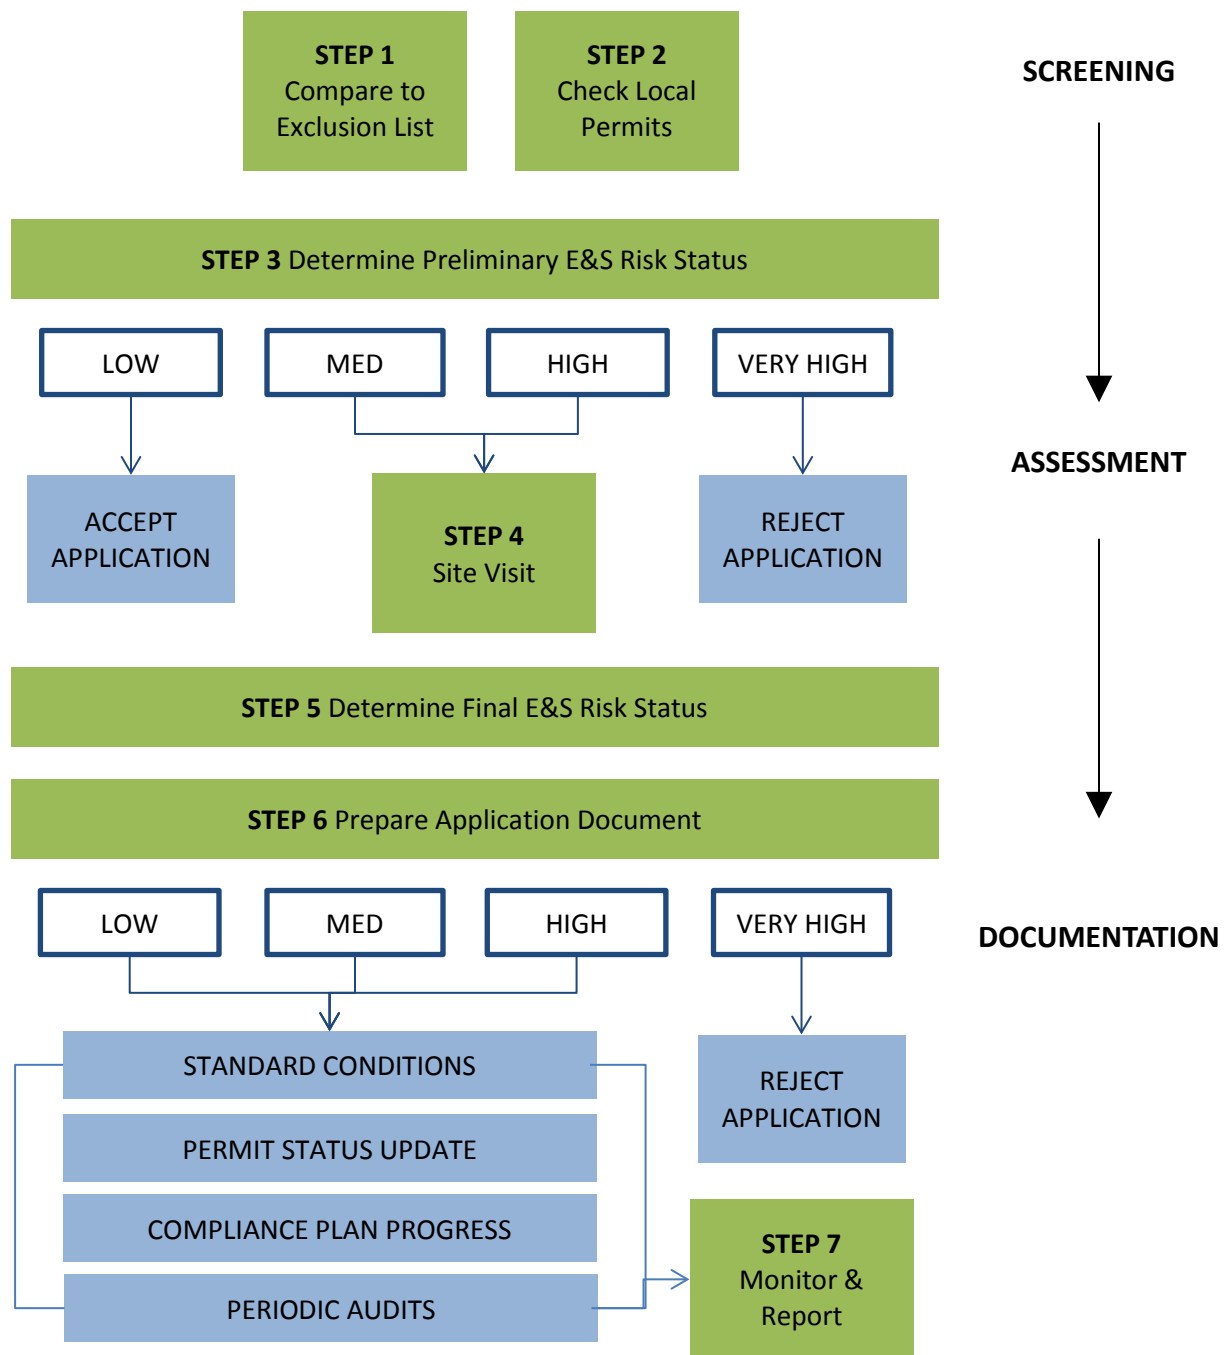 STEP 1
Compare to
Exclusion List
STEP 2
Check Local
Permits
SCREENING
STEP 3 Determine Preliminary E&S Risk Status
LOW
MED
HIGH
VERY HIGH
ACCEPT
APPLICATION
STEP 4
Site Visit
REJECT
APPLICATION
ASSESSMENT
STEP 5 Determine Final E&S Risk Status
STEP 6 Prepare Application Document
LOW
MED
HIGH
VERY HIGH
DOCUMENTATION
STANDARD CONDITIONS
PERMIT STATUS UPDATE
COMPLIANCE PLAN PROGRESS
PERIODIC AUDITS
REJECT
APPLICATION
STEP 7
Monitor &
Report